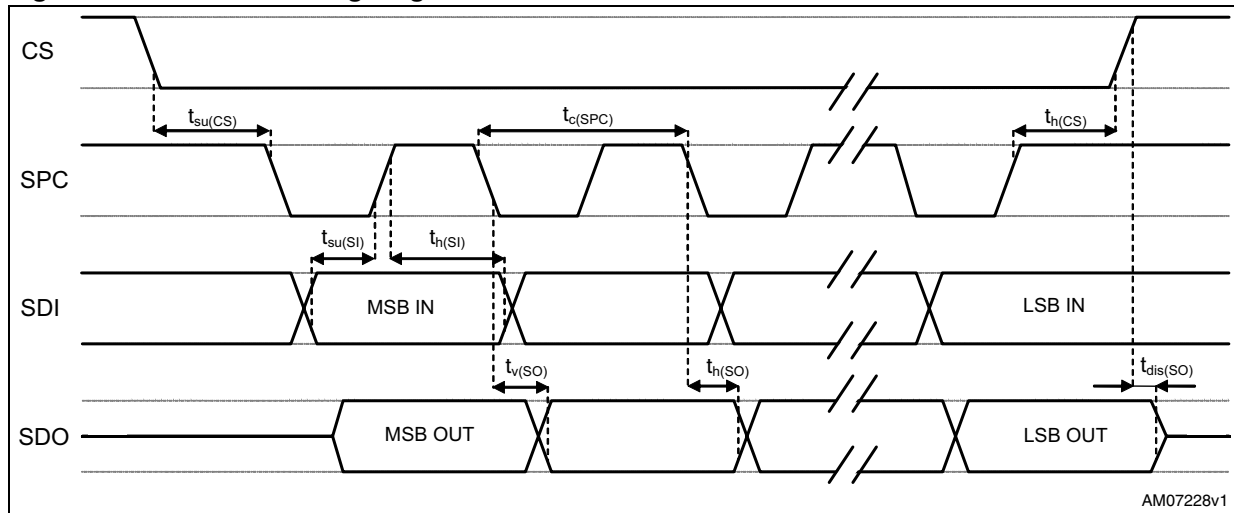 CS
t_su(CS) t_c(SPC) t_h(CS)
SPC
t_su(SI) t_h(SI)
SDI MSB IN LSB IN
t_v(SO) t_h(SO) t_dis(SO)
SDO MSB OUT LSB OUT
AM07228v1